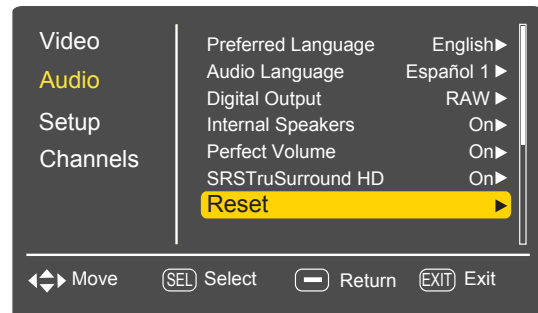 Video
Audio
Setup
Channels
Preferred Language English
Audio Language Español 1
Digital Output RAW
Internal Speakers On
Perfect Volume On
SRSTruSurround HD On
Reset
Move SEL Select Return EXIT Exit